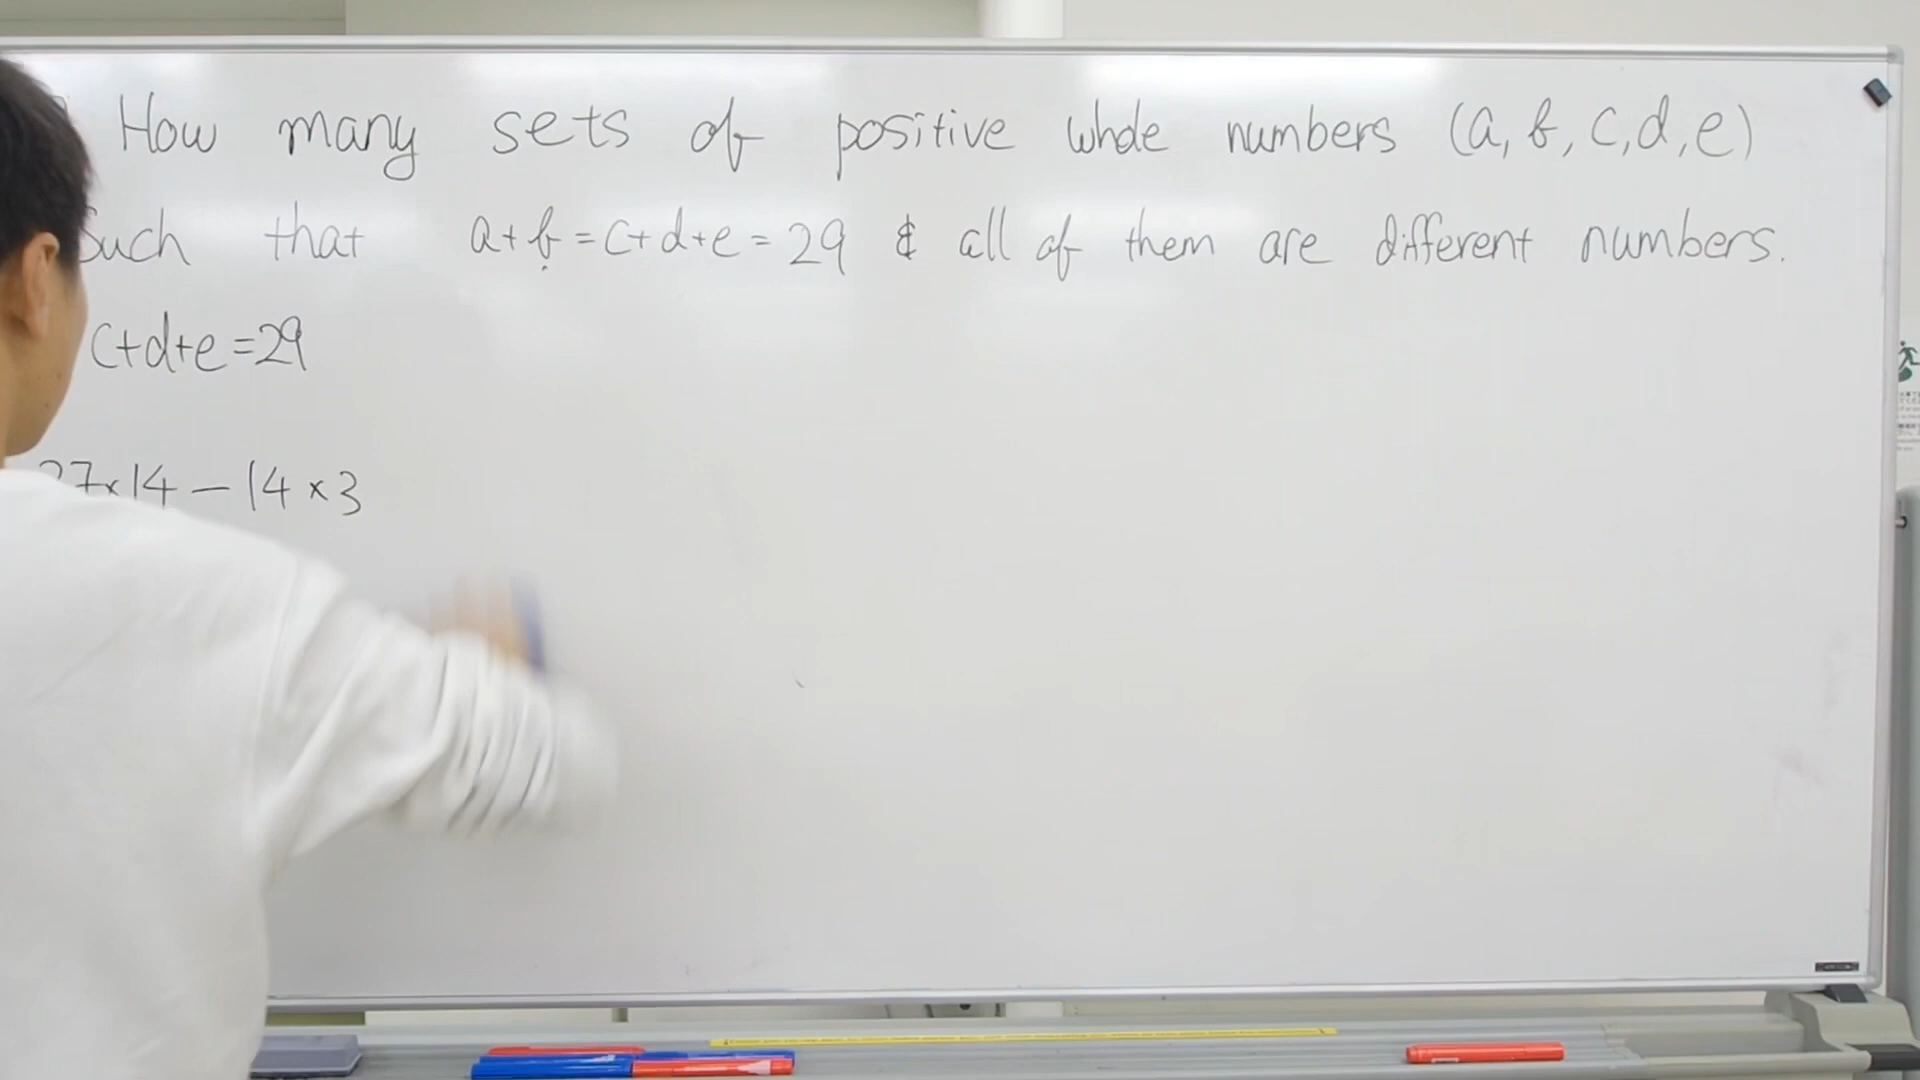 How many sets of positive whole numbers (a, b, c, d, e)
Such that a+b=c+d+e=29 & all of them are different numbers.
c+d+e=29
27×14-14×3